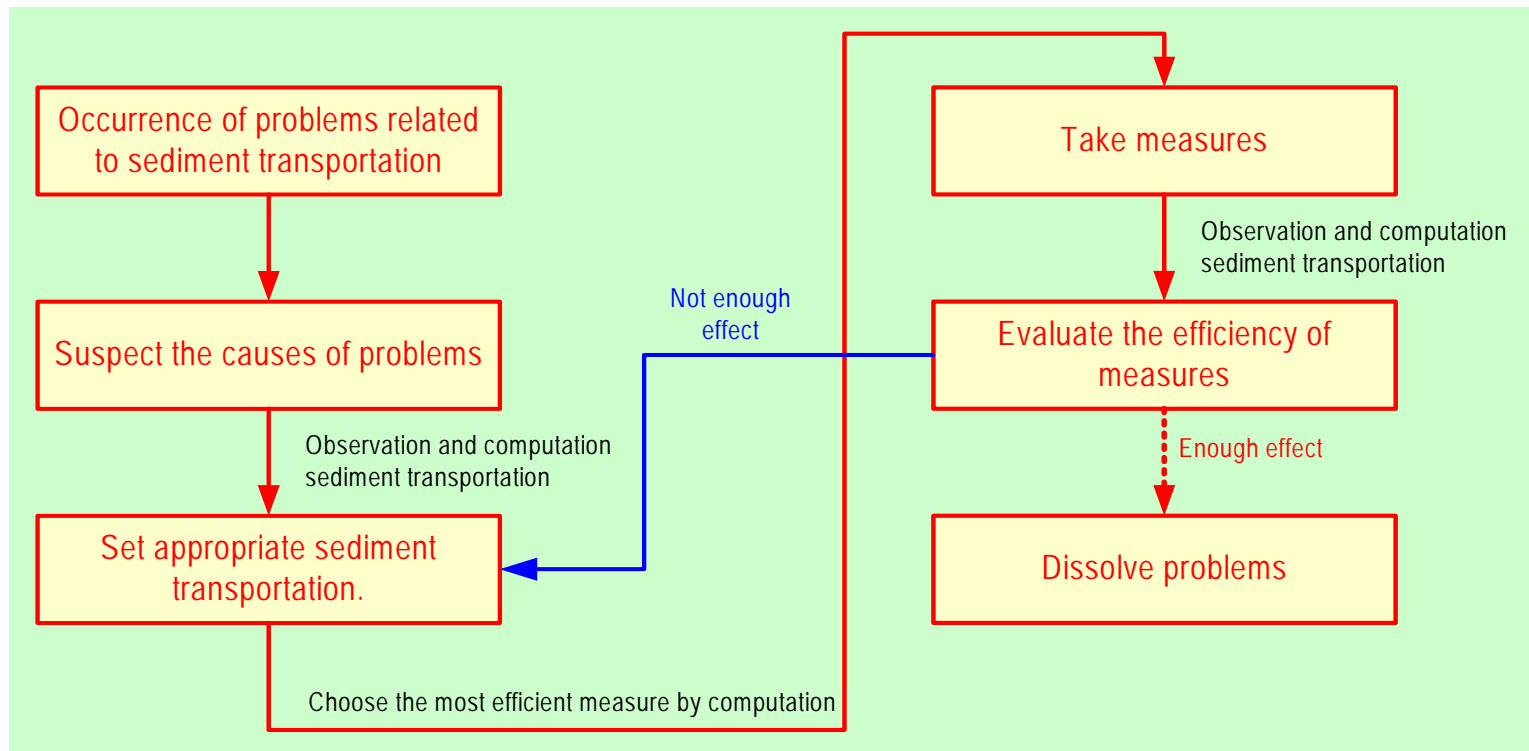 Occurrence of problems related
to sediment transportation
Suspect the causes of problems
Observation and computation
sediment transportation
Set appropriate sediment
transportation.
Choose the most efficient measure by computation
Take measures
Observation and computation
sediment transportation
Not enough
effect
Evaluate the efficiency of
measures
Enough effect
Dissolve problems